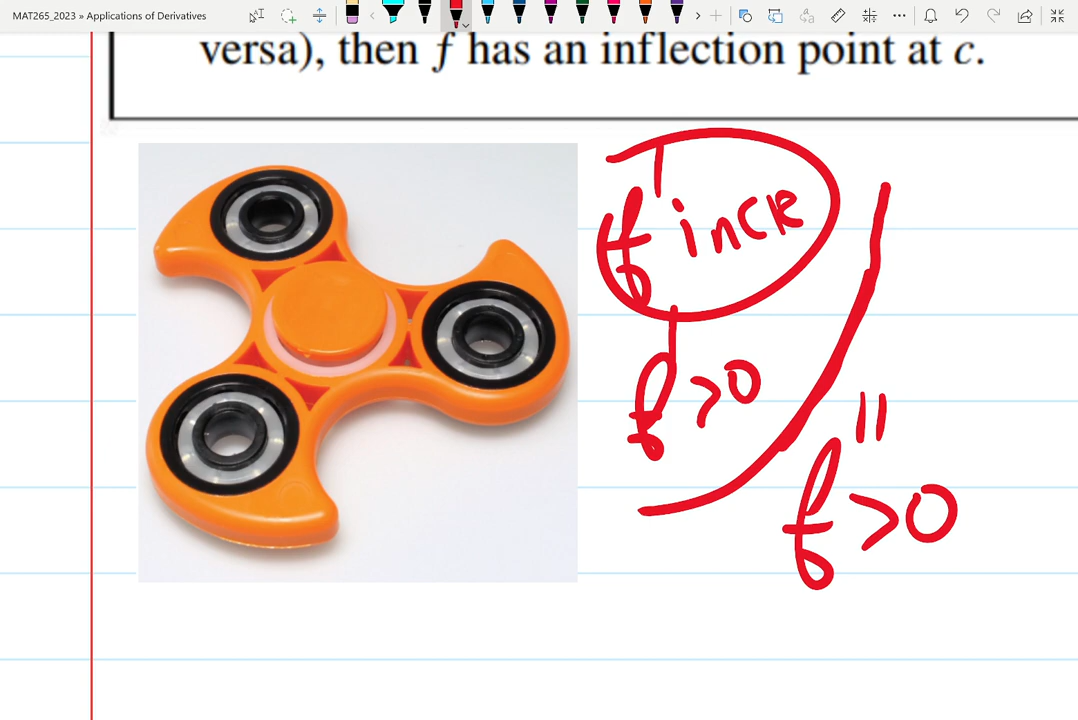 MAT265_2023 » Applications of Derivatives
versa), then f has an inflection point at c.
f' incr
f' >0
f'' >0